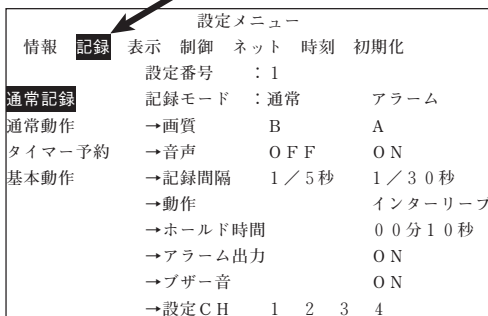 設定メニュー
情報 記録 表示 制御 ネット 時刻 初期化
設定番号 ：1
通常記録 記録モード ：通常 アラーム
通常動作 →画質 B A
タイマー予約 →音声 OFF ON
基本動作 →記録間隔 1／5秒 1／30秒
→動作 インターリーブ
→ホールド時間 00分10秒
→アラーム出力 ON
→ブザー音 ON
→設定CH 1 2 3 4